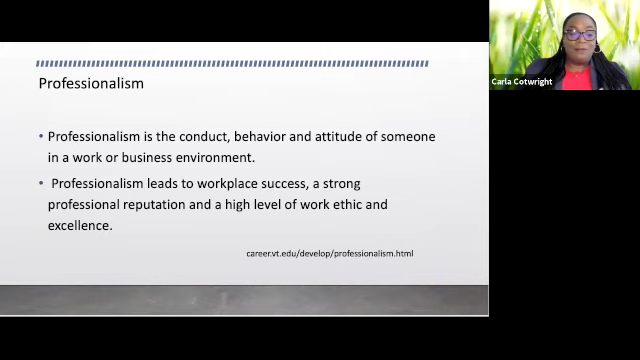 Professionalism
• Professionalism is the conduct, behavior and attitude of someone
in a work or business environment.
• Professionalism leads to workplace success, a strong
professional reputation and a high level of work ethic and
excellence.
career.vt.edu/develop/professionalism.html
Carla Cotwright